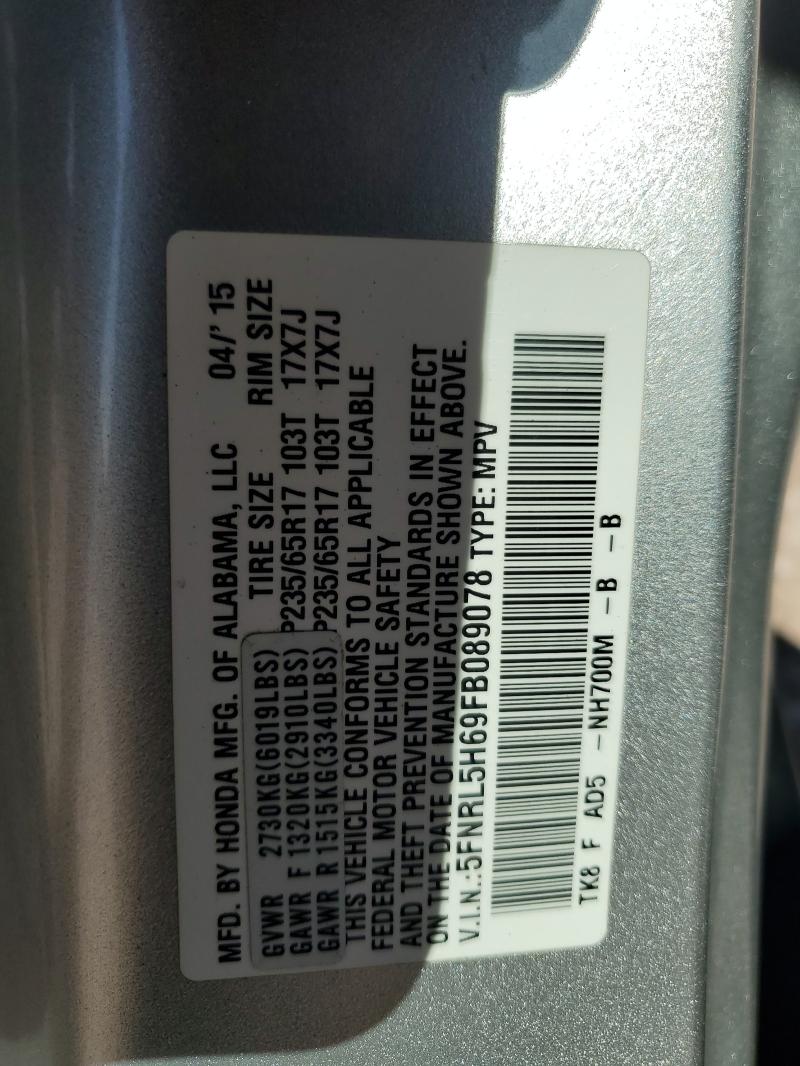 MFD. BY HONDA MFG. OF ALABAMA, LLC 04/' 15
TIRE SIZE RIM SIZE
GVWR 2730KG(6019LBS)
GAWR F 1320KG(2910LBS) P235/65R17 103T 17X7J
GAWR R 1515KG(3340LBS) P235/65R17 103T 17X7J
THIS VEHICLE CONFORMS TO ALL APPLICABLE
FEDERAL MOTOR VEHICLE SAFETY
AND THEFT PREVENTION STANDARDS IN EFFECT
ON THE DATE OF MANUFACTURE SHOWN ABOVE.
V.I.N.:5FNRL5H69FB089078 TYPE: MPV
TK8 F AD5 –NH700M –B –B